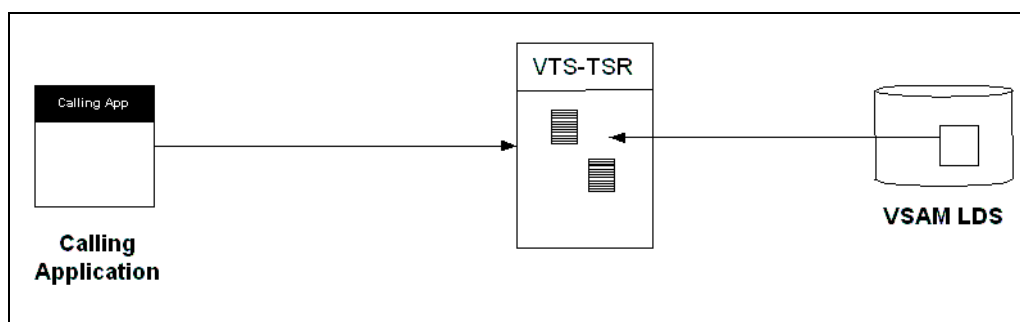 VTS-TSR
Calling App
VSAM LDS
Calling
Application